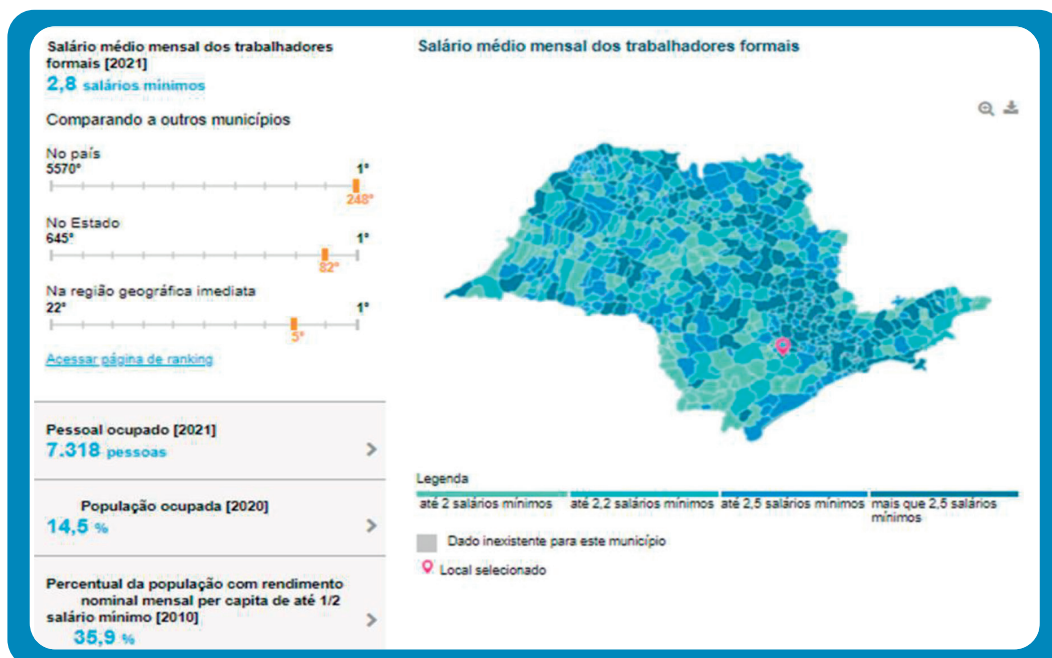 Salário médio mensal dos trabalhadores
formais [2021]
2,8 salários mínimos
Comparando a outros municípios
No país
5570° 1°
248°
No Estado
645° 1°
82°
Na região geográfica imediata
22° 1°
5°
Acessar página de ranking
Pessoal ocupado [2021]
7.318 pessoas
População ocupada [2020]
14,5 %
Percentual da população com rendimento
nominal mensal per capita de até 1/2
salário mínimo [2010]
35,9 %
Salário médio mensal dos trabalhadores formais
Legenda
até 2 salários mínimos até 2,2 salários mínimos até 2,5 salários mínimos mais que 2,5 salários
mínimos
Dado inexistente para este município
Local selecionado